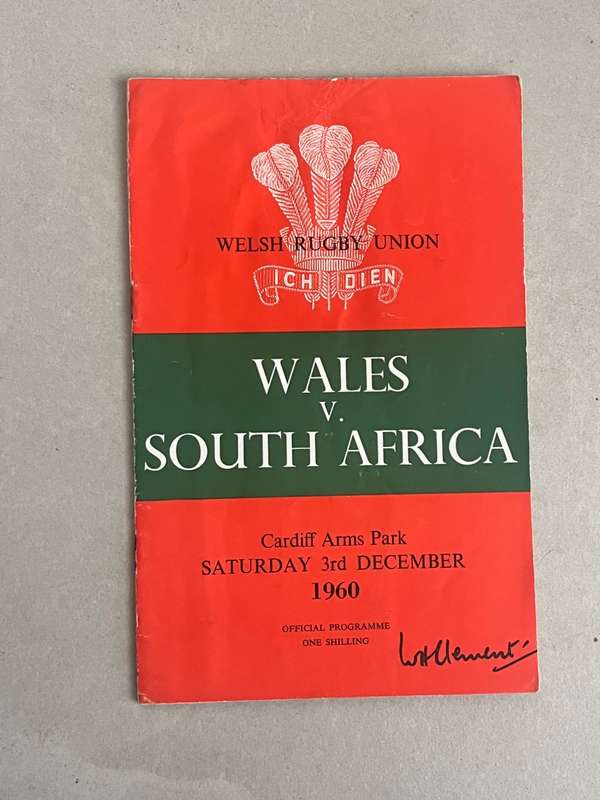 WELSH RUGBY UNION
ICH DIEN
WALES
V.
SOUTH AFRICA
Cardiff Arms Park
SATURDAY 3rd DECEMBER
1960
OFFICIAL PROGRAMME
ONE SHILLING
WHClement